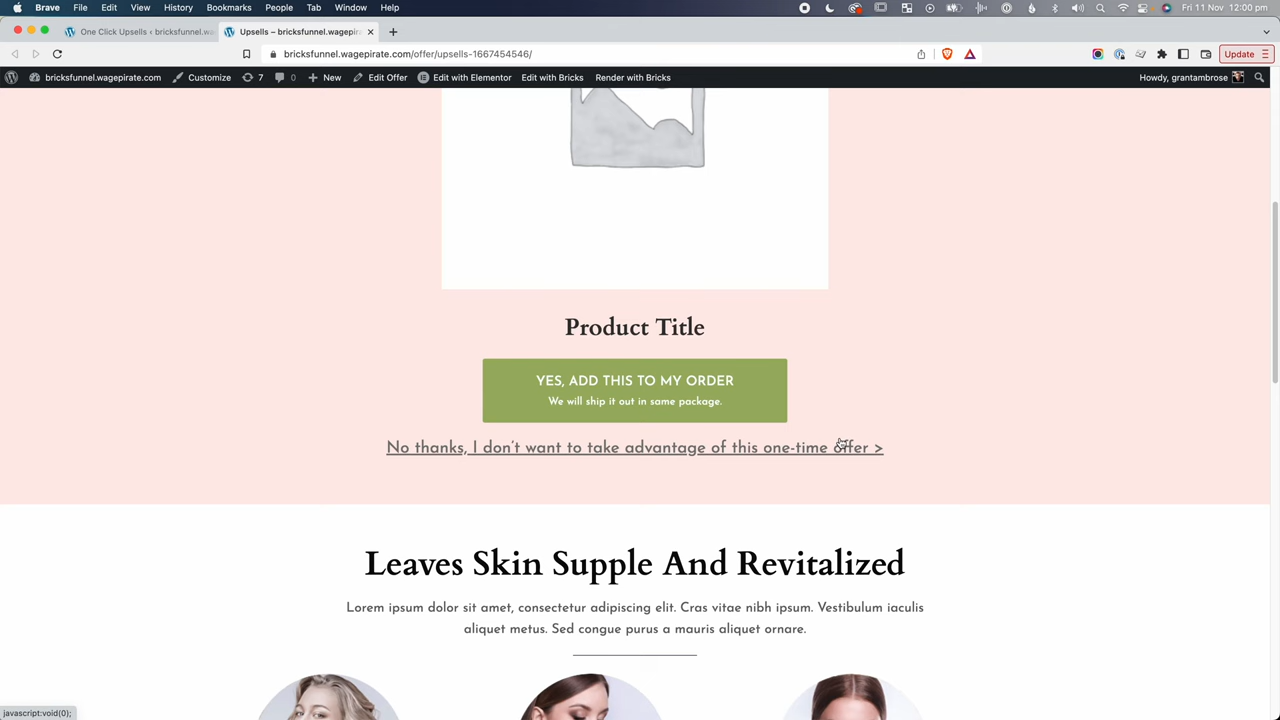 Brave File Edit View History Bookmarks People Tab Window Help Fri 11 Nov 12:00 pm
One Click Upsells ‹ bricksfunnel.wa
Upsells – bricksfunnel.wagepira
bricksfunnel.wagepirate.com/offer/upsells-1667454546/
Update
bricksfunnel.wagepirate.com Customize 7 0 New Edit Offer Edit with Elementor Edit with Bricks Render with Bricks Howdy, grantambrose
Product Title
YES, ADD THIS TO MY ORDER
We will ship it out in same package.
No thanks, I don’t want to take advantage of this one-time offer >
Leaves Skin Supple And Revitalized
Lorem ipsum dolor sit amet, consectetur adipiscing elit. Cras vitae nibh ipsum. Vestibulum iaculis
aliquet metus. Sed congue purus a mauris aliquet ornare.
javascript:void(0);